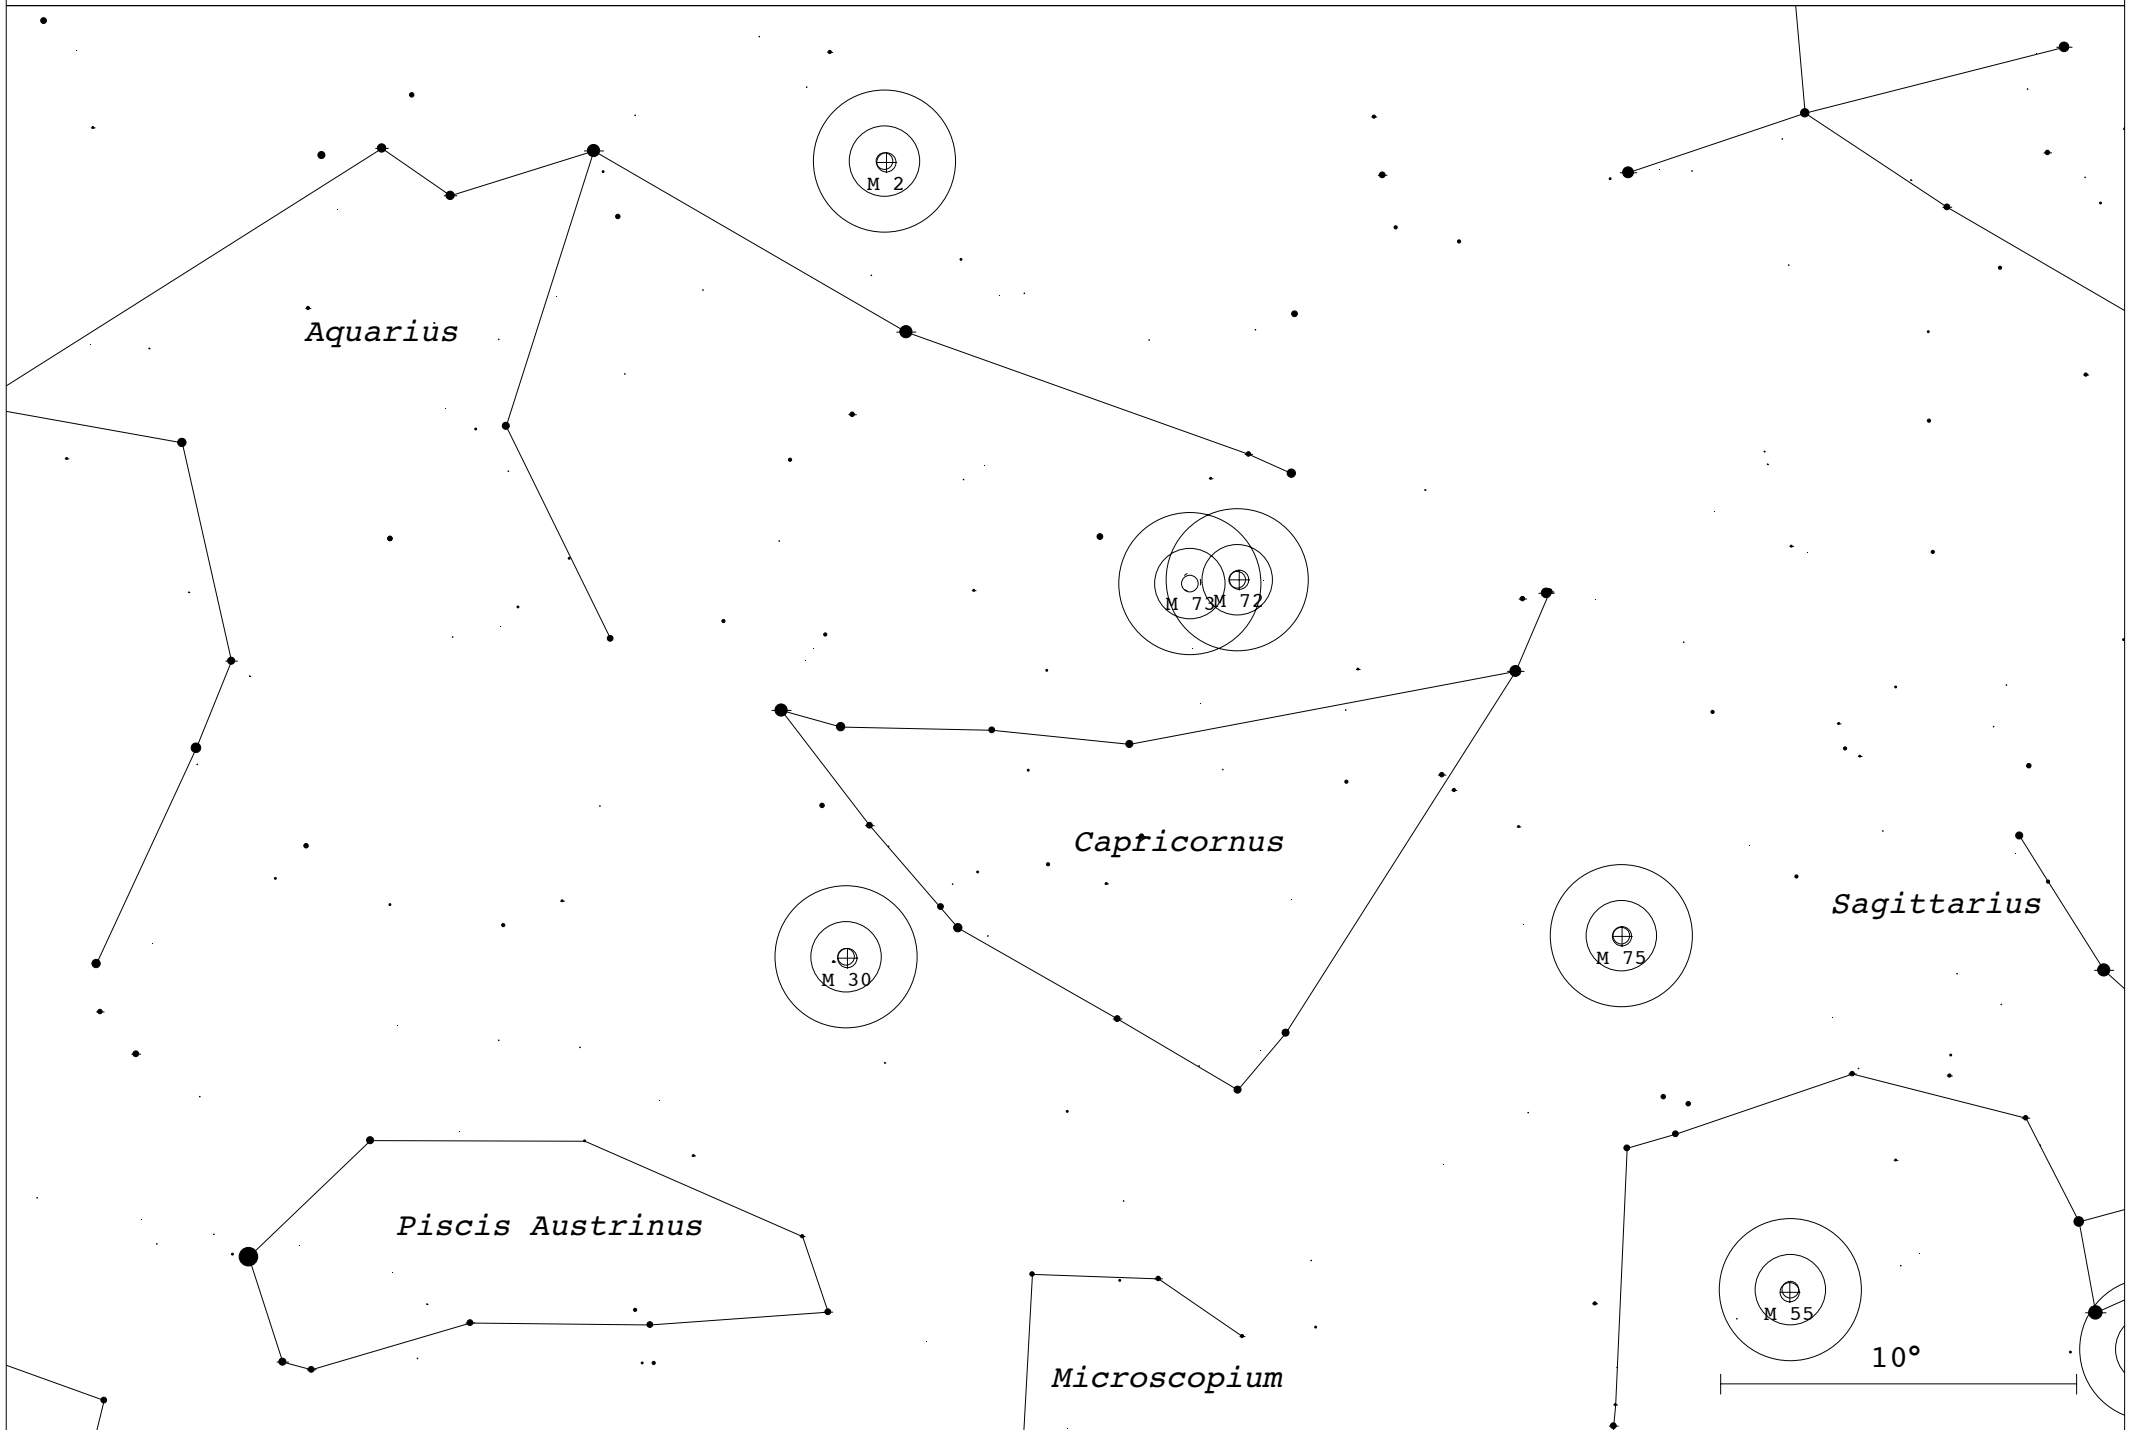 M 2
Aquarius
M 73
M 72
Capricornus
Sagittarius
M 75
M 30
Piscis Austrinus
M 55
10°
Microscopium